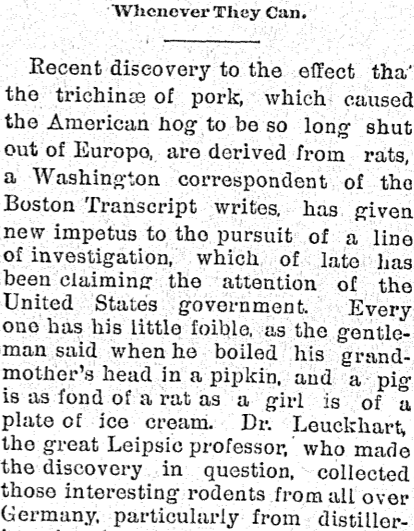 Whenever They Can.
Recent discovery to the effect tha'
the trichinæ of pork, which caused
the American hog to be so long shut
out of Europe, are derived from rats,
a Washington correspondent of the
Boston Transcript writes, has given
new impetus to the pursuit of a line
of investigation, which of late has
been claiming the attention of the
United States government. Every
one has his little foible, as the gentle-
man said when he boiled his grand-
mother's head in a pipkin, and a pig
is as fond of a rat as a girl is of a
plate of ice cream. Dr. Leuckhart,
the great Leipsic professor, who made
the discovery in question, collected
those interesting rodents from all over
Germany, particularly from distiller-